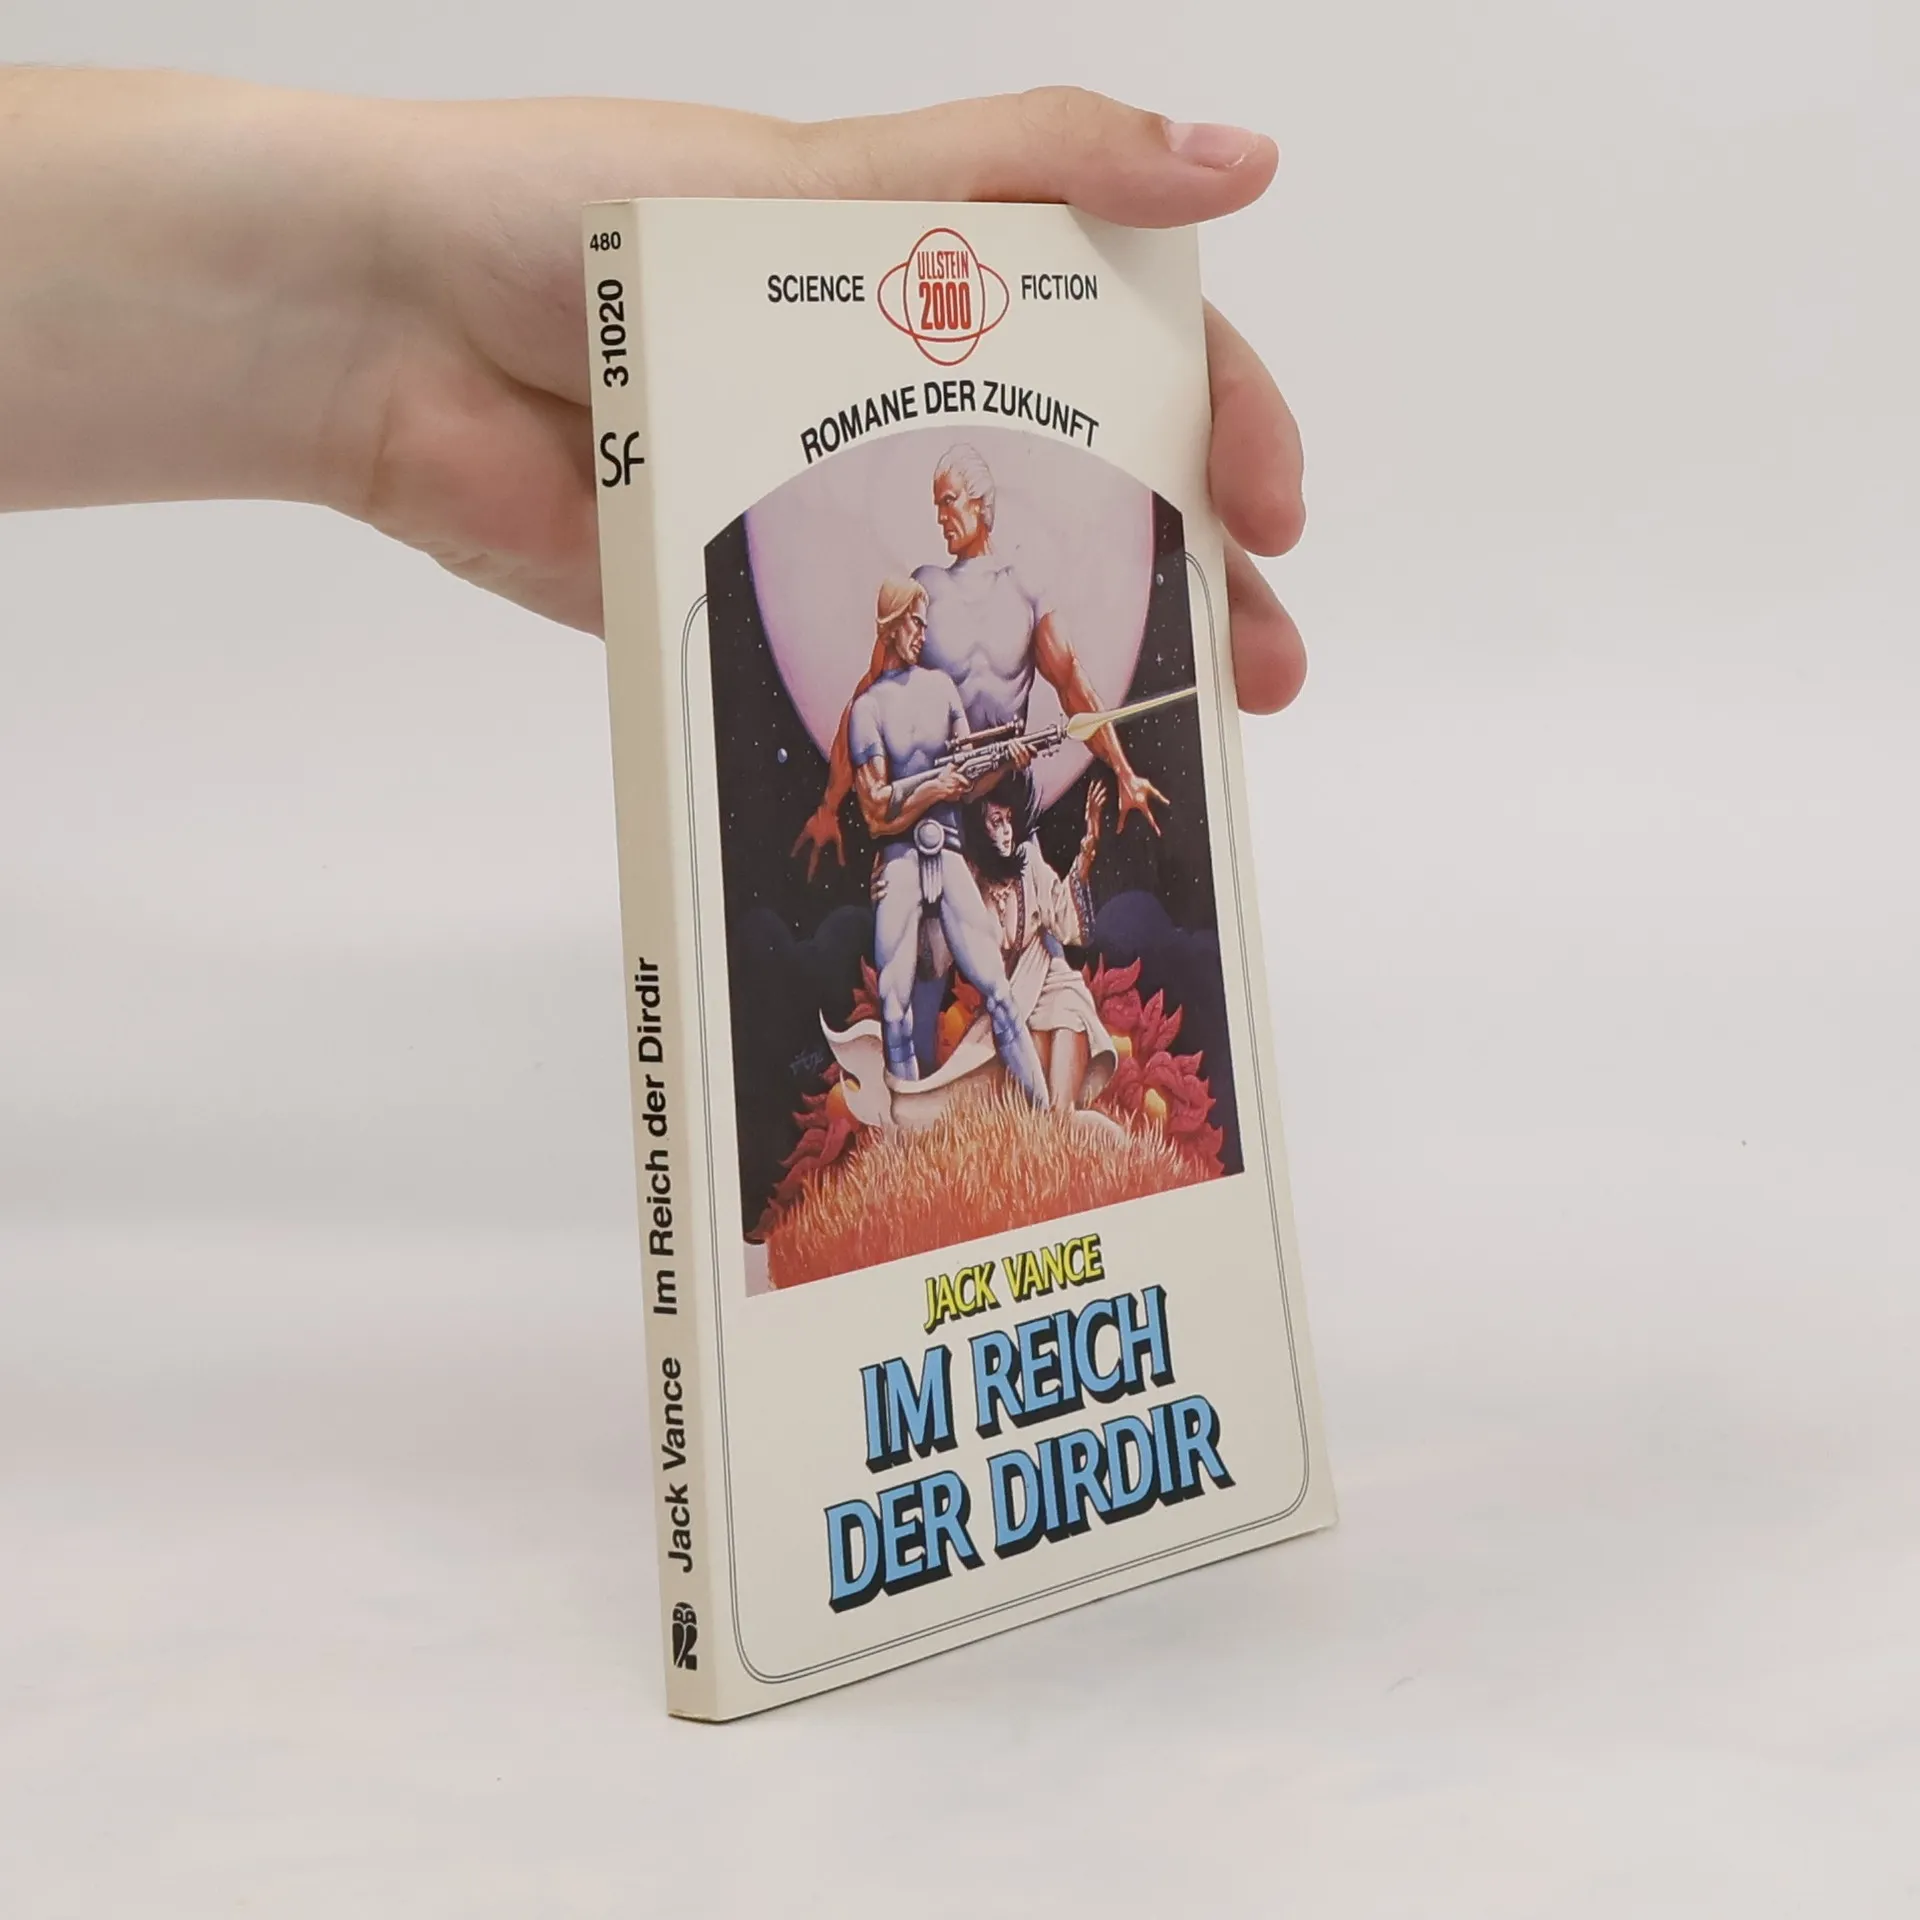 480
31020
SF
Im Reich der Dirdir
Jack Vance
SCIENCE
ULLSTEIN
2000
FICTION
ROMANE DER ZUKUNFT
JACK VANCE
IM REICH
DER DIRDIR